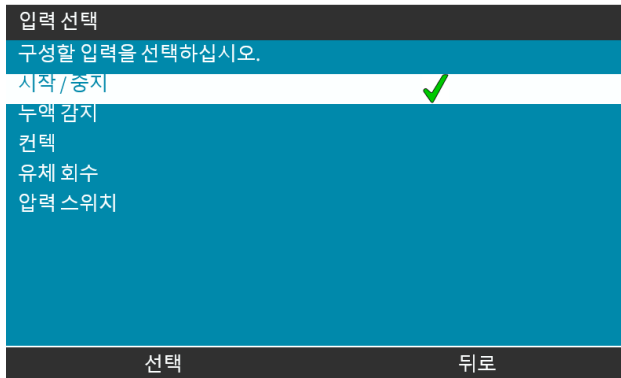 입력 선택
구성할 입력을 선택하십시오.
시작 / 중지
누액 감지
컨텍
유체 회수
압력 스위치
선택 뒤로